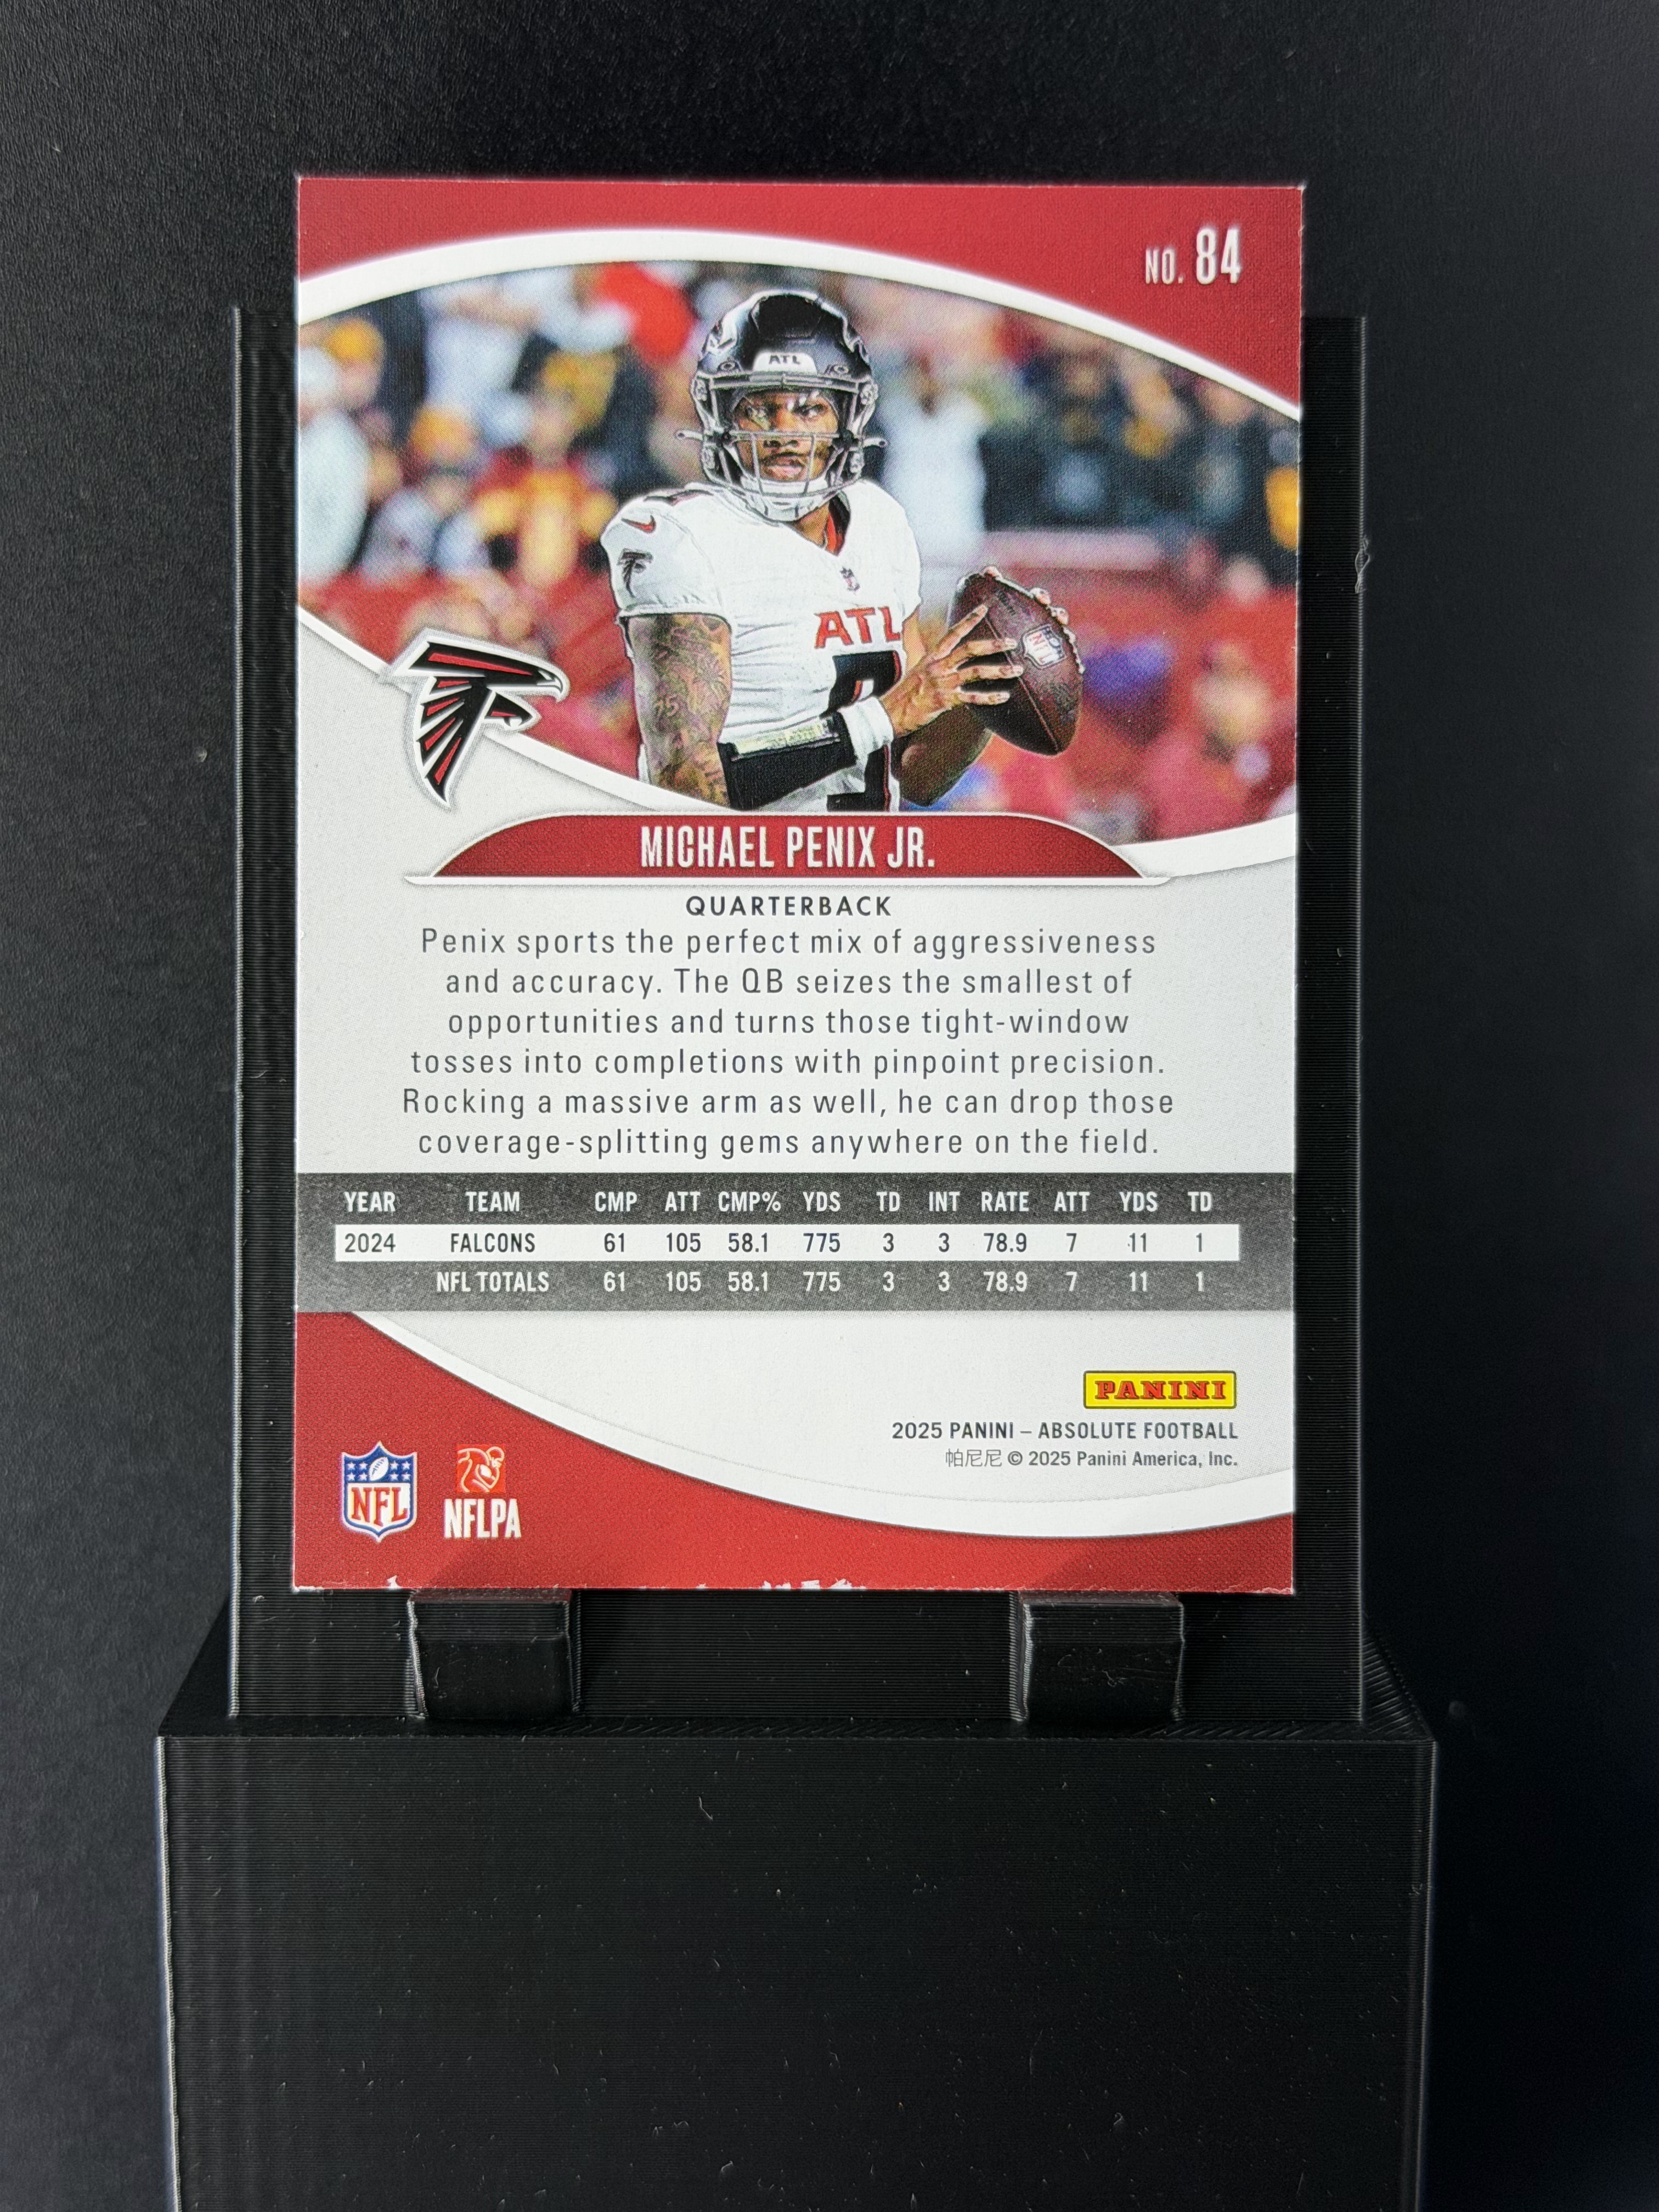 NO. 84
ATL
ATL
MICHAEL PENIX JR.
QUARTERBACK
Penix sports the perfect mix of aggressiveness
and accuracy. The QB seizes the smallest of
opportunities and turns those tight-window
tosses into completions with pinpoint precision.
Rocking a massive arm as well, he can drop those
coverage-splitting gems anywhere on the field.
YEAR TEAM CMP ATT CMP% YDS TD INT RATE ATT YDS TD
2024 FALCONS 61 105 58.1 775 3 3 78.9 7 11 1
NFL TOTALS 61 105 58.1 775 3 3 78.9 7 11 1
PANINI
2025 PANINI – ABSOLUTE FOOTBALL
帕尼尼 © 2025 Panini America, Inc.
NFL
NFLPA